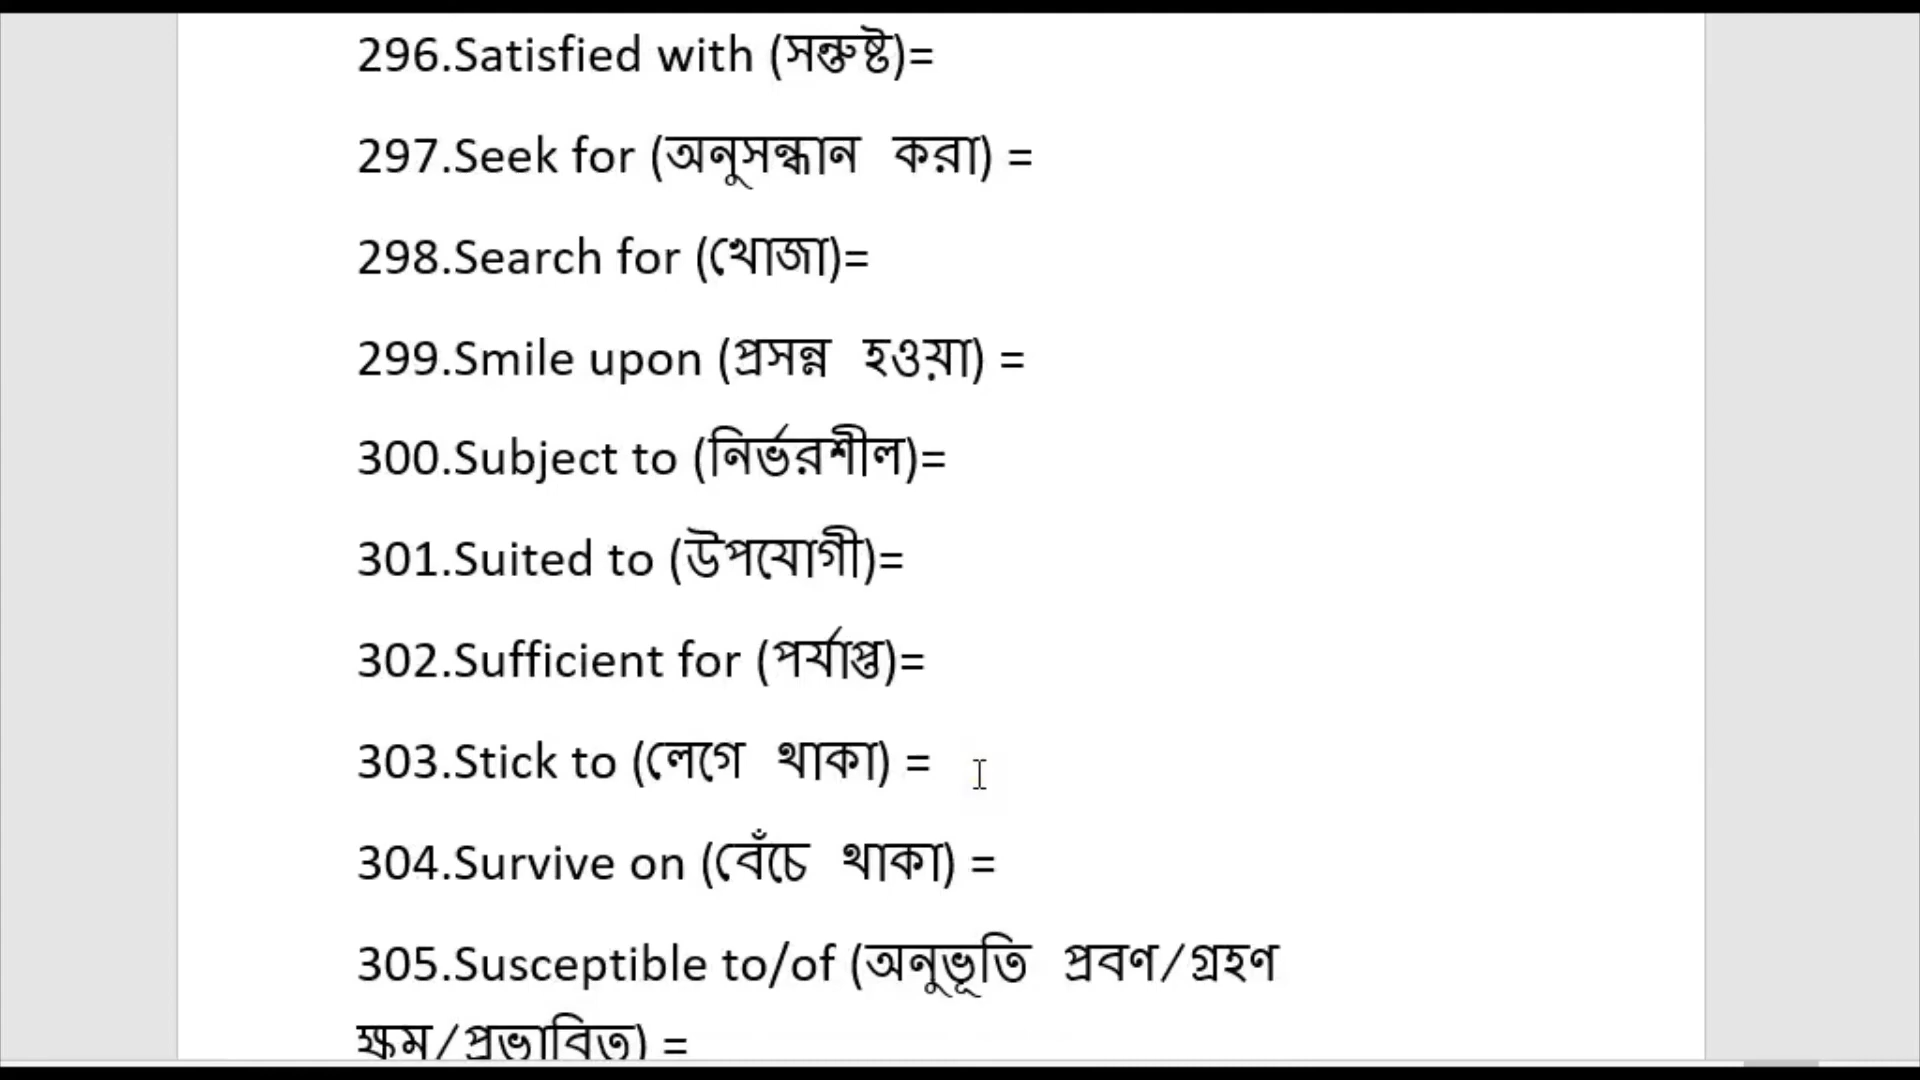 296.Satisfied with (সন্তুষ্ট)=
297.Seek for (অনুসন্ধান করা) =
298.Search for (খোজা)=
299.Smile upon (প্রসন্ন হওয়া) =
300.Subject to (নির্ভরশীল)=
301.Suited to (উপযোগী)=
302.Sufficient for (পর্যাপ্ত)=
303.Stick to (লেগে থাকা) =
304.Survive on (বেঁচে থাকা) =
305.Susceptible to/of (অনুভূতি প্রবণ/গ্রহণ
ক্ষম/প্রভাবিত) =